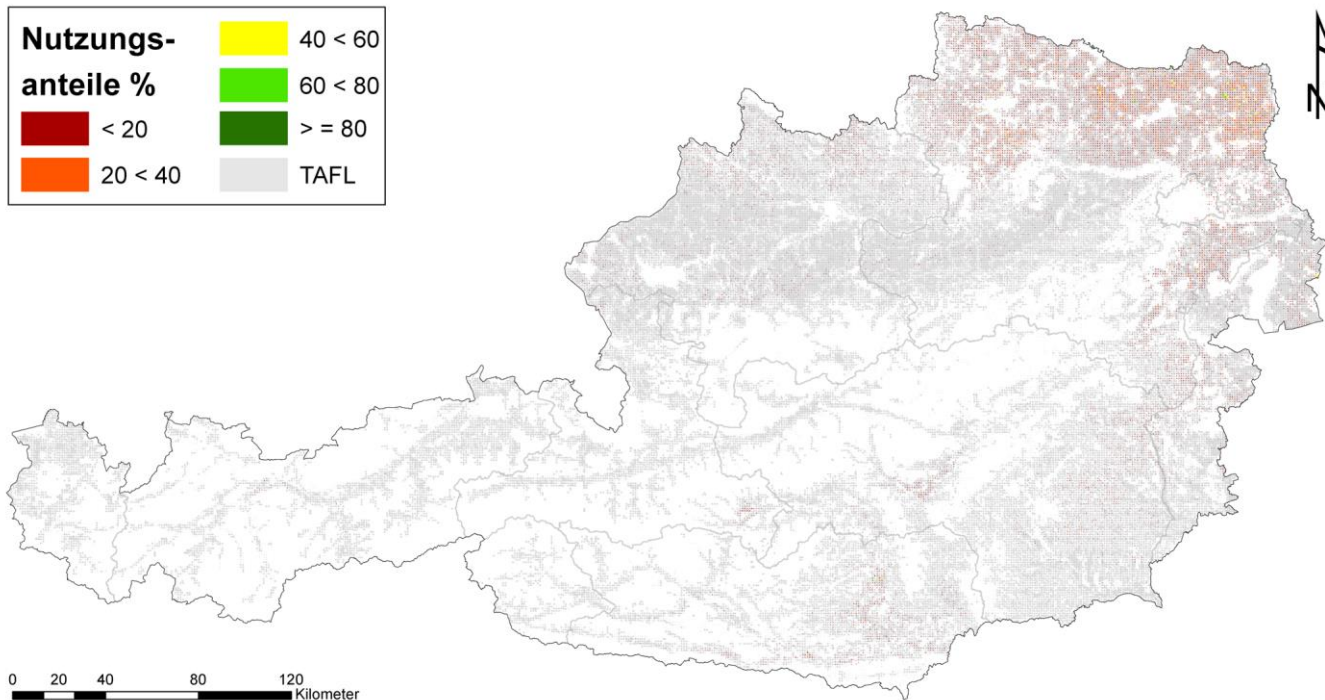 Nutzungs-
anteile %
< 20
20 < 40
40 < 60
60 < 80
> = 80
TAFL
N
0 20 40 80 120
Kilometer